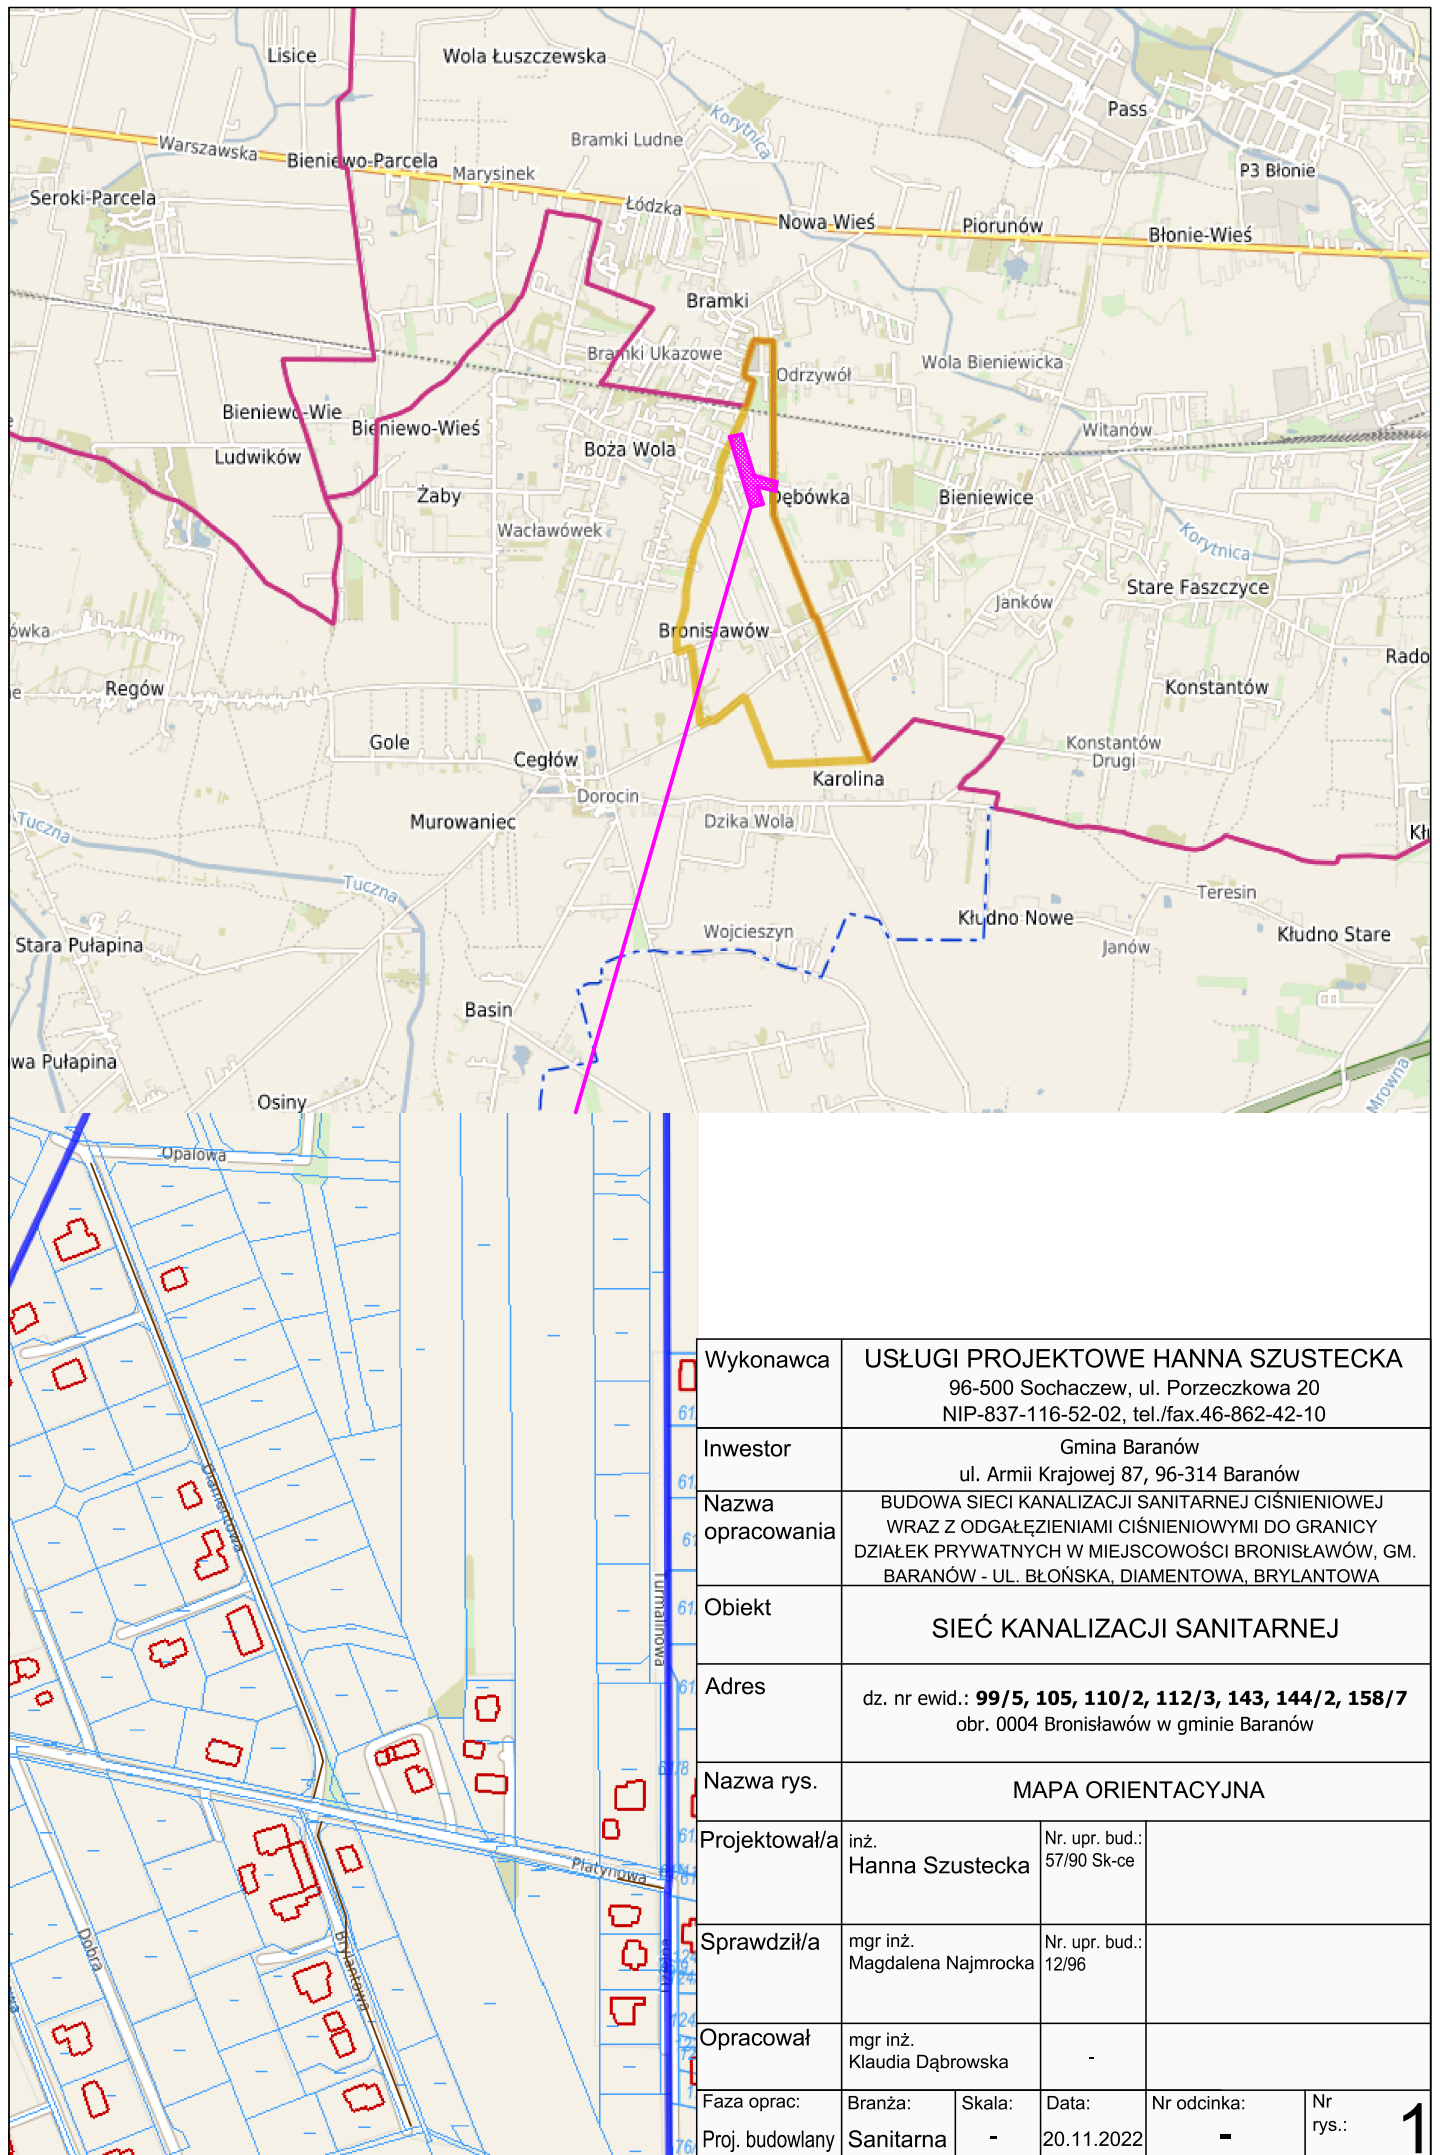 Lisice
Wola Łuszczewska
Pass
Korytnica
Bramki Ludne
Warszawska
Bieniewo-Parcela
Marysinek
P3 Błonie
Seroki-Parcela
Łódzka
Nowa Wieś
Piorunów
Błonie-Wieś
Bramki
Bramki Ukazowe
Odrzywół
Wola Bieniewicka
Bieniewo-Wie
Bieniewo-Wieś
Witanów
Ludwików
Boża Wola
Żaby
Dębówka
Bieniewice
Wacławówek
Korytnica
Stare Faszczyce
Janków
ówka
Bronisławów
Rado
Regów
Konstantów
Gole
Konstantów
Drugi
Cegłów
Karolina
Dorocin
Murowaniec
Dzika Wola
Tuczna
Kłu
Tuczna
Teresin
Kłudno Nowe
Wojcieszyn
Stara Pułapina
Janów
Kłudno Stare
Basin
wa Pułapina
Osiny
Mrowna
Opalowa
Diamentowa
Turmalinowa
Platynowa
Dobra
Brylantowa
Wykonawca
USŁUGI PROJEKTOWE HANNA SZUSTECKA
96-500 Sochaczew, ul. Porzeczkowa 20
NIP-837-116-52-02, tel./fax.46-862-42-10
Inwestor
Gmina Baranów
ul. Armii Krajowej 87, 96-314 Baranów
Nazwa
opracowania
BUDOWA SIECI KANALIZACJI SANITARNEJ CIŚNIENIOWEJ
WRAZ Z ODGAŁĘZIENIAMI CIŚNIENIOWYMI DO GRANICY
DZIAŁEK PRYWATNYCH W MIEJSCOWOŚCI BRONISŁAWÓW, GM.
BARANÓW - UL. BŁOŃSKA, DIAMENTOWA, BRYLANTOWA
Obiekt
SIEĆ KANALIZACJI SANITARNEJ
Adres
dz. nr ewid.: 99/5, 105, 110/2, 112/3, 143, 144/2, 158/7
obr. 0004 Bronisławów w gminie Baranów
Nazwa rys.
MAPA ORIENTACYJNA
Projektował/a
inż.
Hanna Szustecka
Nr. upr. bud.:
57/90 Sk-ce
Sprawdził/a
mgr inż.
Magdalena Najmrocka
Nr. upr. bud.:
12/96
Opracował
mgr inż.
Klaudia Dąbrowska
-
Faza oprac:
Proj. budowlany
Branża:
Sanitarna
Skala:
-
Data:
20.11.2022
Nr odcinka:
-
Nr
rys.:
1